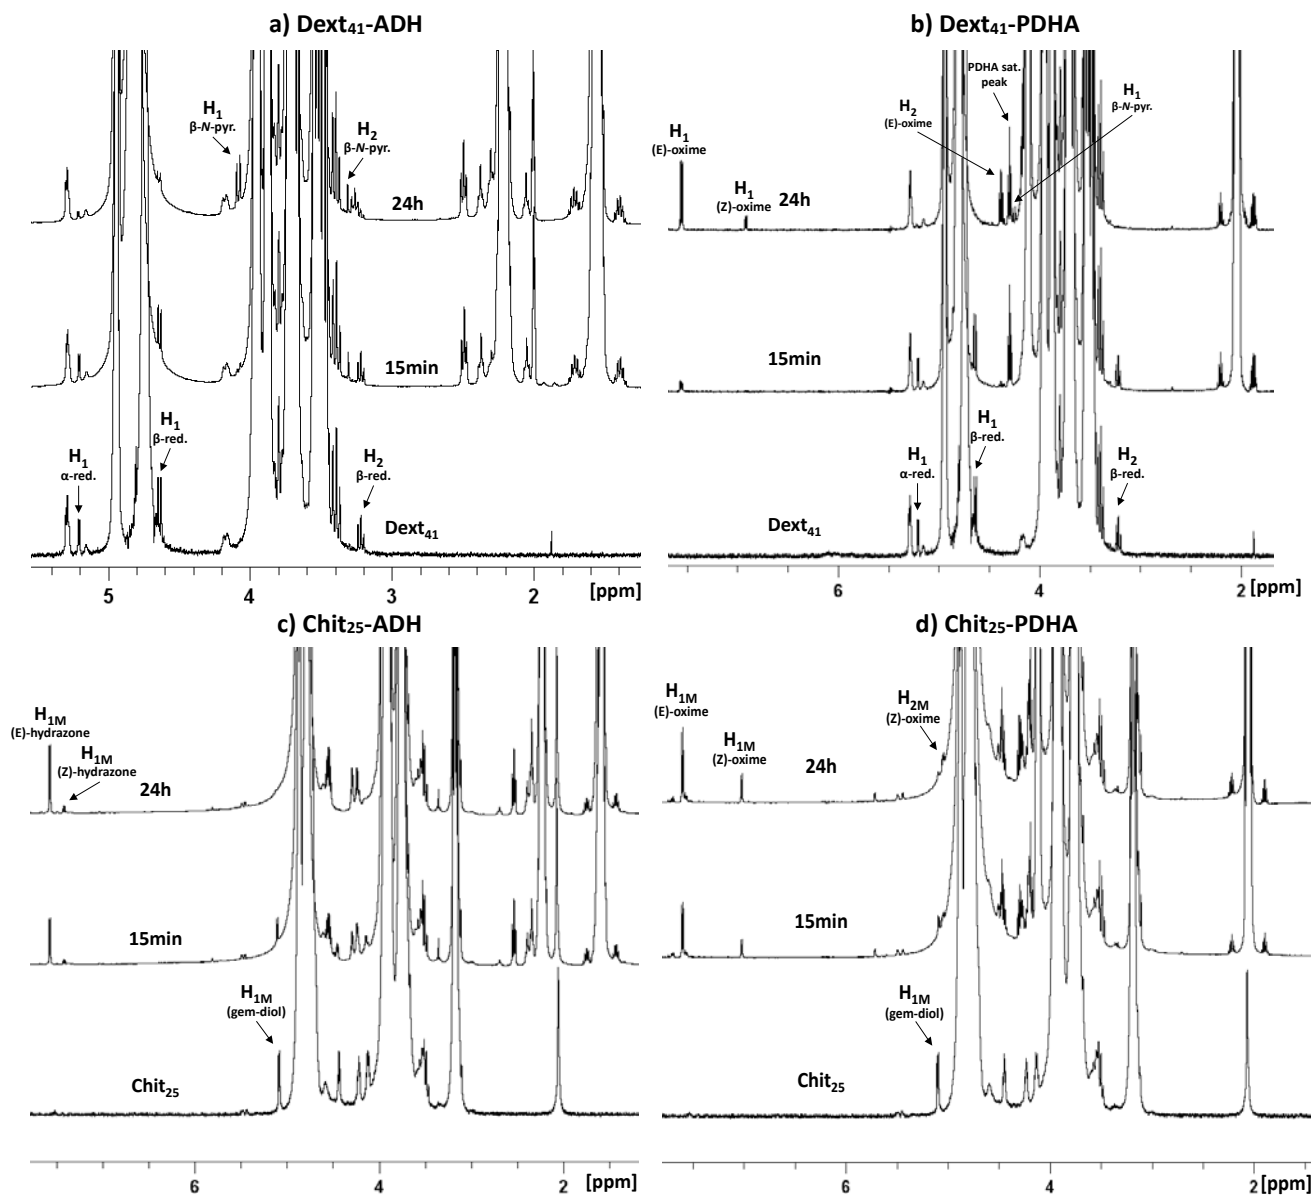 a) Dext41-ADH
H1
β-N-pyr.
H2
β-N-pyr.
24h
15min
H1
α-red.
H1
β-red.
H2
β-red.
Dext41
5 4 3 2 [ppm]
b) Dext41-PDHA
PDHA sat.
peak
H1
β-N-pyr.
H2
(E)-oxime
H1
(E)-oxime
H1
(Z)-oxime
24h
15min
H1
α-red.
H1
β-red.
H2
β-red.
Dext41
6 4 2 [ppm]
c) Chit25-ADH
H1M
(E)-hydrazone
H1M
(Z)-hydrazone
24h
15min
H1M
(gem-diol)
Chit25
6 4 2 [ppm]
d) Chit25-PDHA
H1M
(E)-oxime
H1M
(Z)-oxime
H2M
(Z)-oxime
24h
15min
H1M
(gem-diol)
Chit25
6 4 2 [ppm]